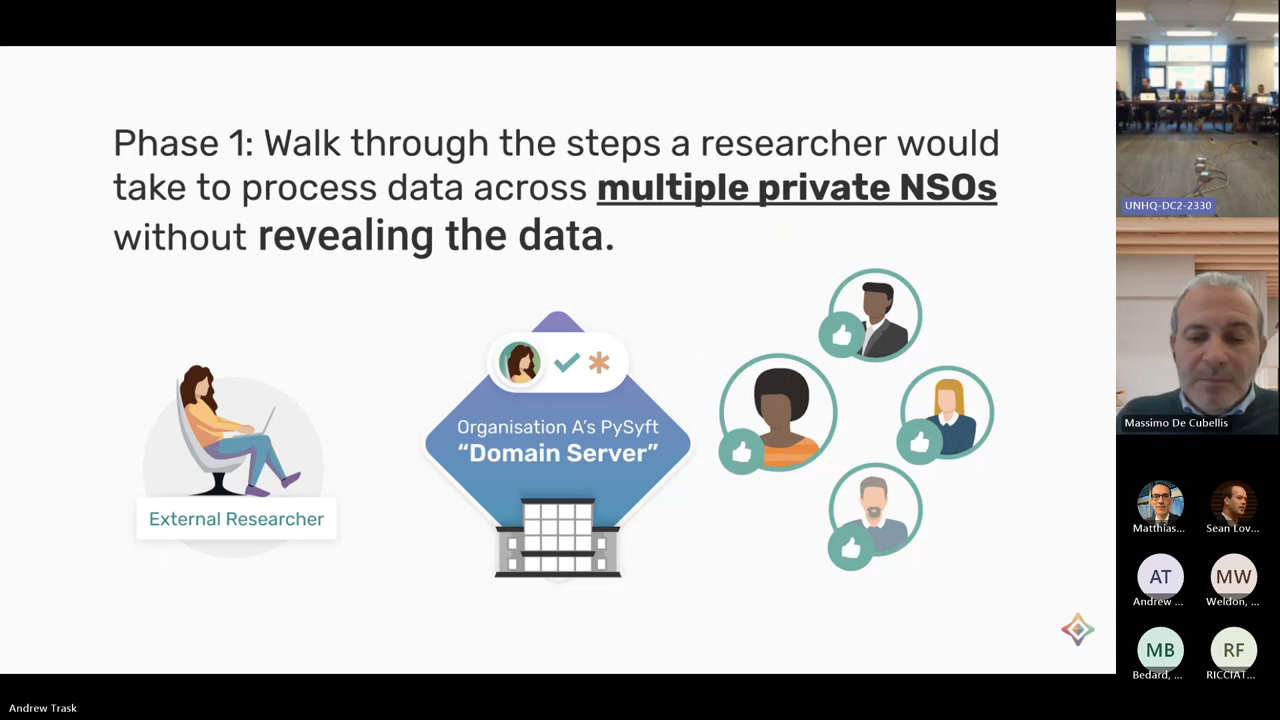 Phase 1: Walk through the steps a researcher would
take to process data across multiple private NSOs
without revealing the data.
External Researcher
Organisation A's PySyft
“Domain Server”
UNHQ-DC2-2330
Massimo De Cubellis
Matthias...
Sean Lov...
AT
Andrew ...
MW
Weldon, ...
MB
Bedard, ...
RF
RICCIAT...
Andrew Trask